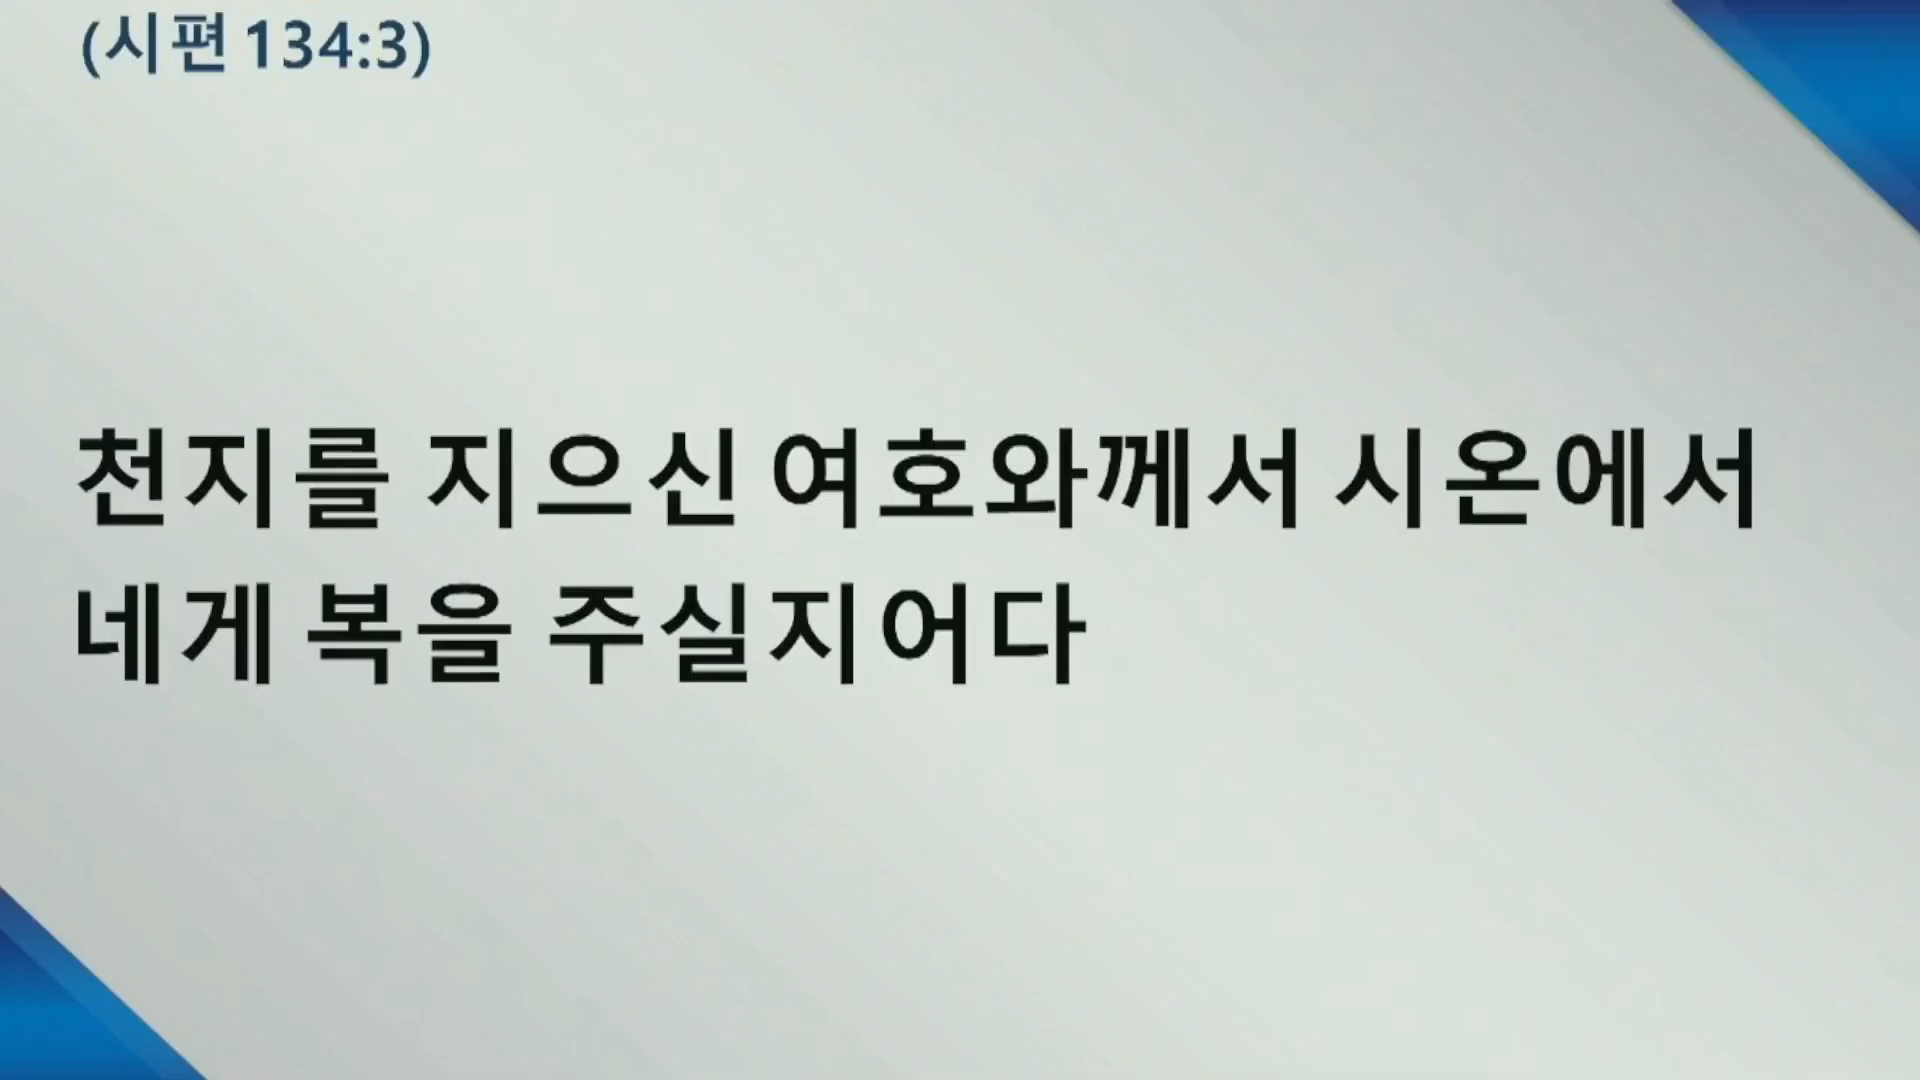 (시편 134:3)
천지를 지으신 여호와께서 시온에서
네게 복을 주실지어다